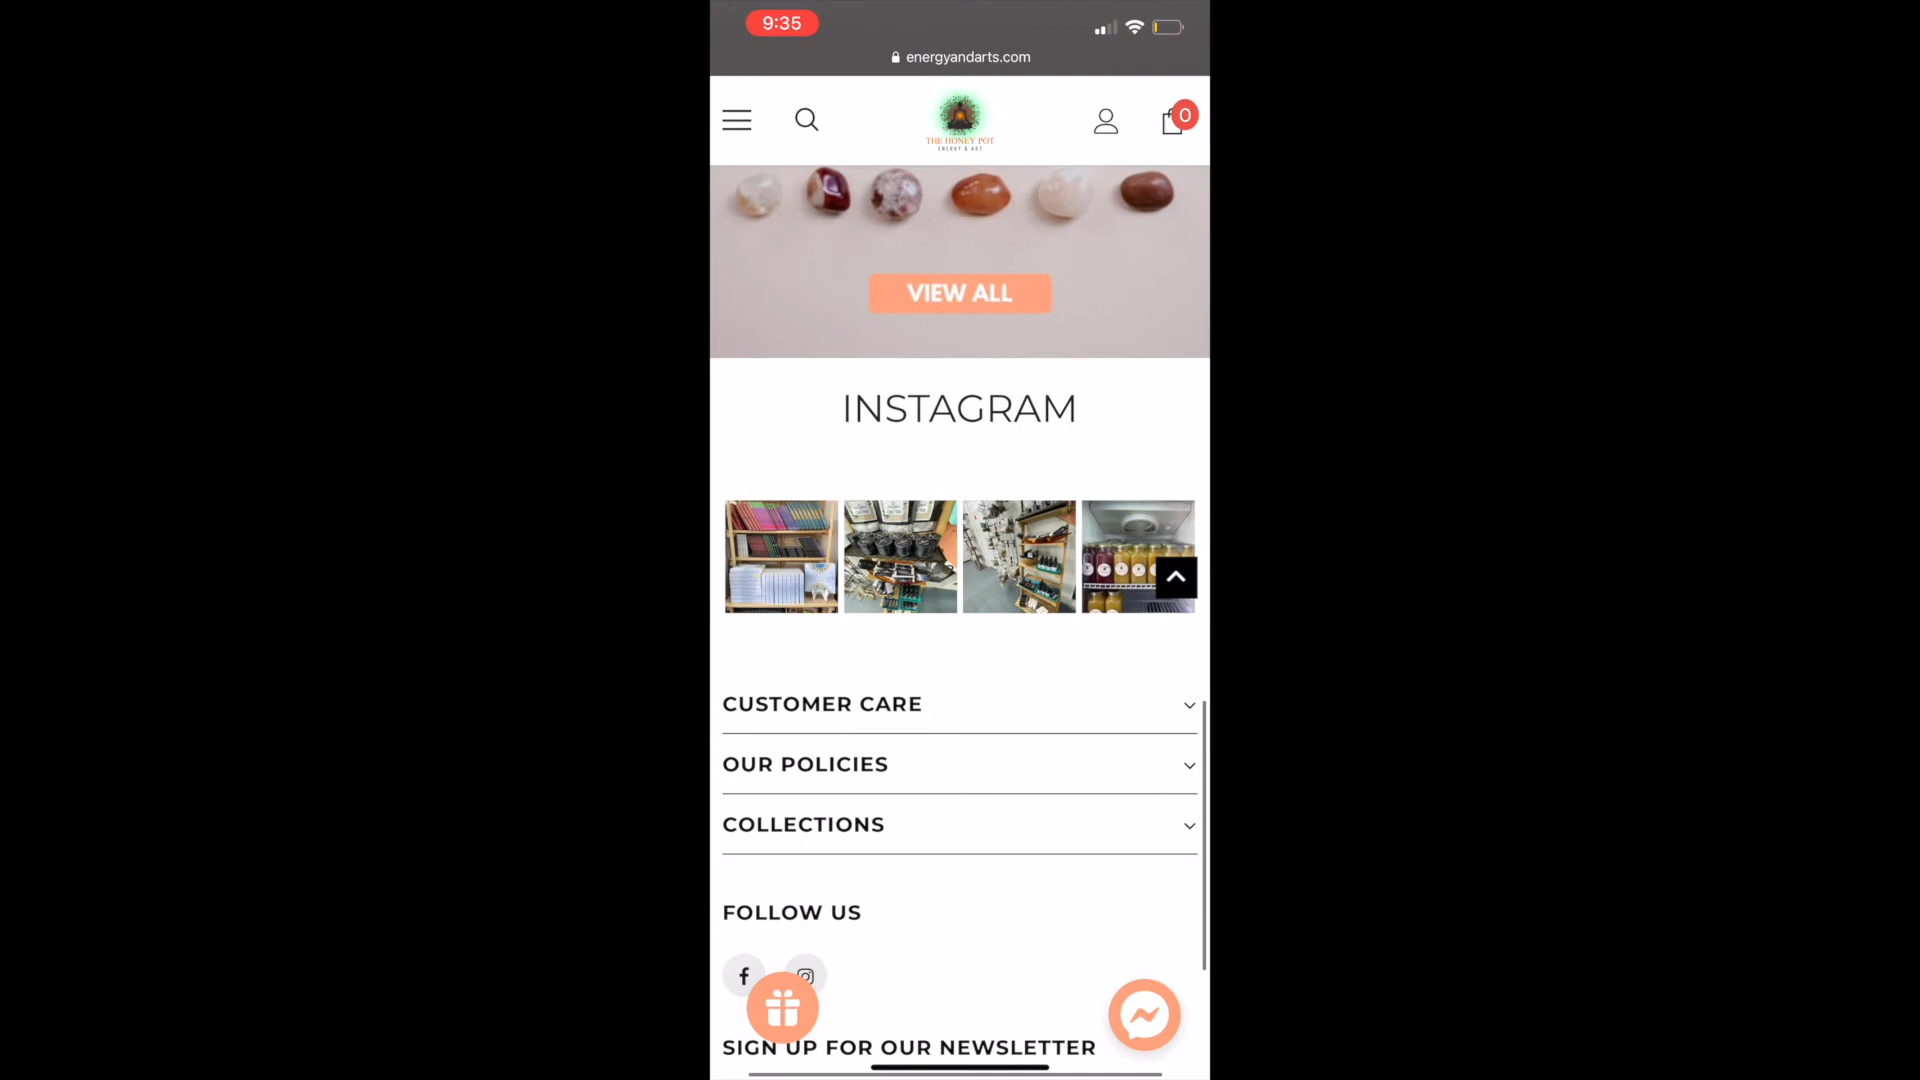 9:35
energyandarts.com
0
THE HONEY POT
ENERGY & ART
VIEW ALL
INSTAGRAM
CUSTOMER CARE
OUR POLICIES
COLLECTIONS
FOLLOW US
SIGN UP FOR OUR NEWSLETTER